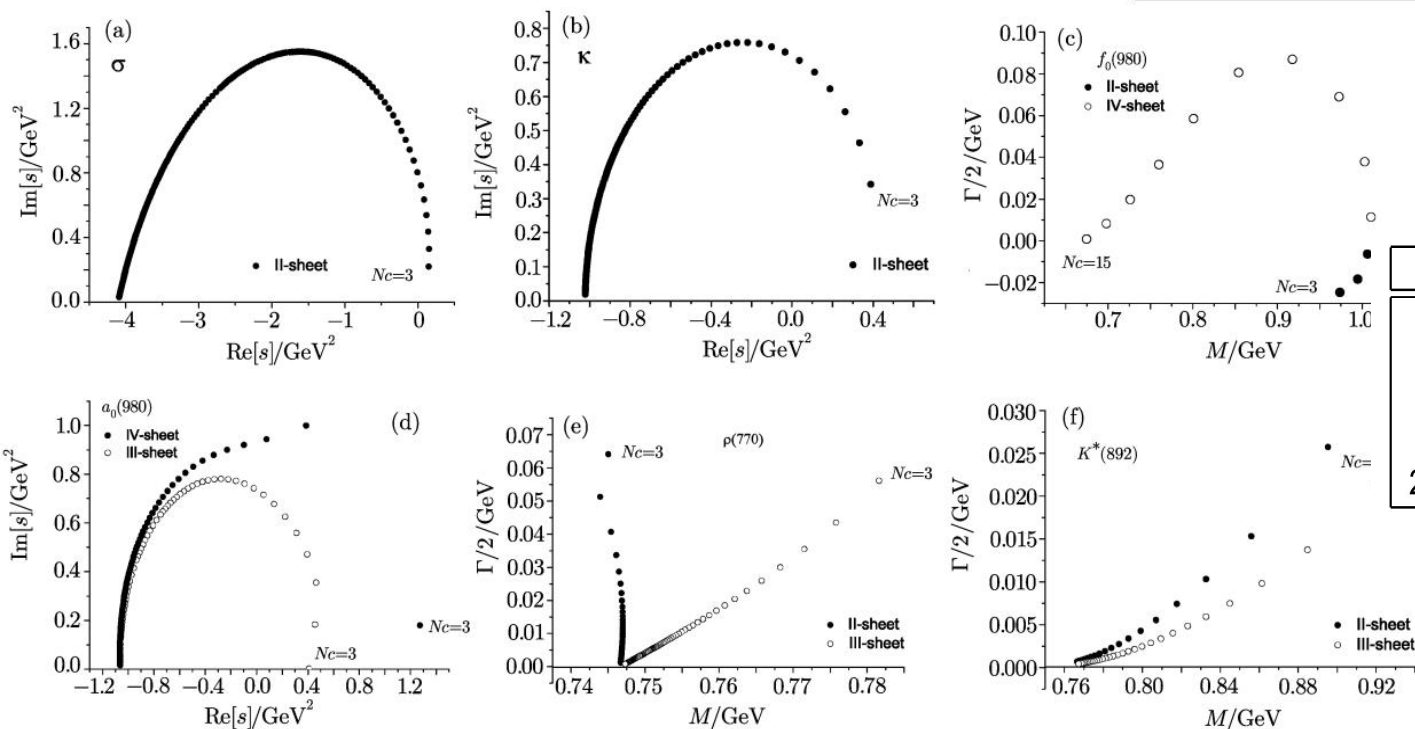 (a)
σ
Im[s]/GeV²
1.6
1.2
0.8
0.4
0.0
II-sheet
Nc=3
−4 −3 −2 −1 0
Re[s]/GeV²
(b)
κ
Im[s]/GeV²
0.8
0.7
0.6
0.5
0.4
0.3
0.2
0.1
0.0
Nc=3
II-sheet
−1.2 −0.8 −0.4 0.0 0.4
Re[s]/GeV²
(c)
f₀(980)
II-sheet
IV-sheet
Γ/2/GeV
0.10
0.08
0.06
0.04
0.02
0.00
−0.02
Nc=15
Nc=3
0.7 0.8 0.9 1.0
M/GeV
a₀(980)
(d)
IV-sheet
III-sheet
Im[s]/GeV²
1.0
0.8
0.6
0.4
0.2
0.0
Nc=3
Nc=3
−1.2 −0.8 −0.4 0.0 0.4 0.8 1.2
Re[s]/GeV²
(e)
ρ(770)
Γ/2/GeV
0.07
0.06
0.05
0.04
0.03
0.02
0.01
0.00
Nc=3
Nc=3
II-sheet
III-sheet
0.74 0.75 0.76 0.77 0.78
M/GeV
(f)
K*(892)
Γ/2/GeV
0.030
0.025
0.020
0.015
0.010
0.005
0.000
Nc=
II-sheet
III-sheet
0.76 0.80 0.84 0.88 0.92
M/GeV
2